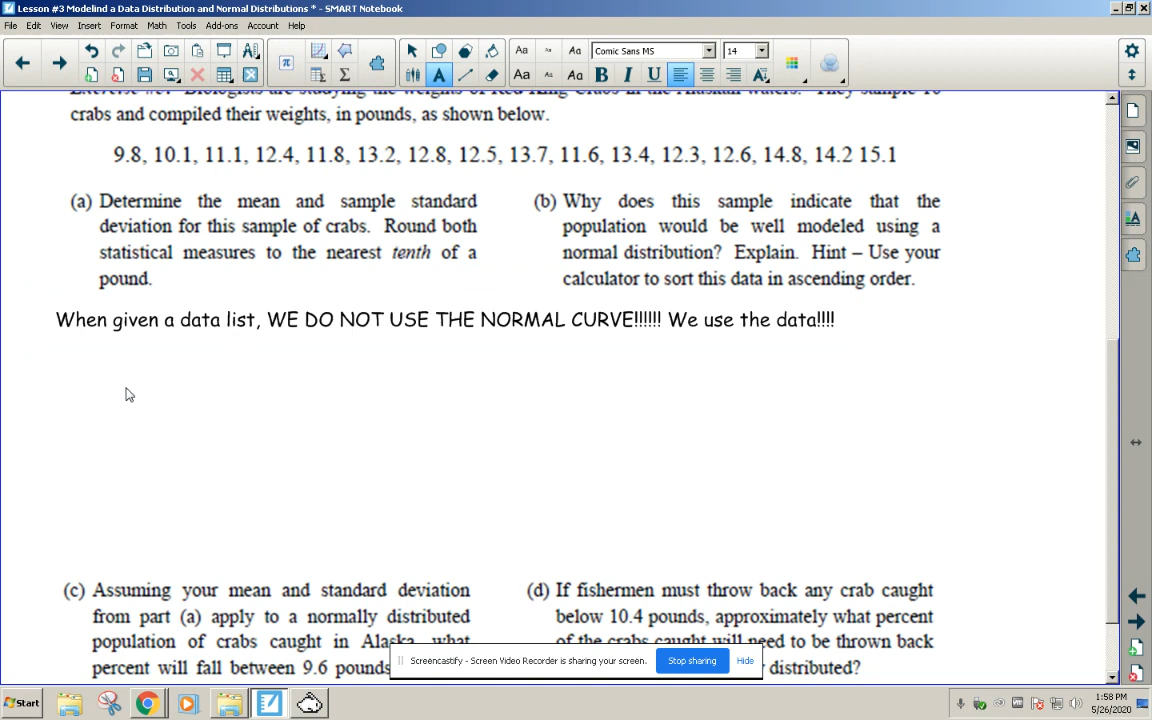 Lesson #3 Modelind a Data Distribution and Normal Distributions * - SMART Notebook
File Edit View Insert Format Math Tools Add-ons Account Help
Comic Sans MS 14
crabs and compiled their weights, in pounds, as shown below.
9.8, 10.1, 11.1, 12.4, 11.8, 13.2, 12.8, 12.5, 13.7, 11.6, 13.4, 12.3, 12.6, 14.8, 14.2 15.1
(a) Determine the mean and sample standard
deviation for this sample of crabs. Round both
statistical measures to the nearest tenth of a
pound.
(b) Why does this sample indicate that the
population would be well modeled using a
normal distribution? Explain. Hint – Use your
calculator to sort this data in ascending order.
When given a data list, WE DO NOT USE THE NORMAL CURVE!!!!!! We use the data!!!!
(c) Assuming your mean and standard deviation
from part (a) apply to a normally distributed
population of crabs caught in Alaska, what
percent will fall between 9.6 pounds
(d) If fishermen must throw back any crab caught
below 10.4 pounds, approximately what percent
of the crabs caught will need to be thrown back
distributed?
Screencastify - Screen Video Recorder is sharing your screen. Stop sharing Hide
Start
1:58 PM
5/26/2020